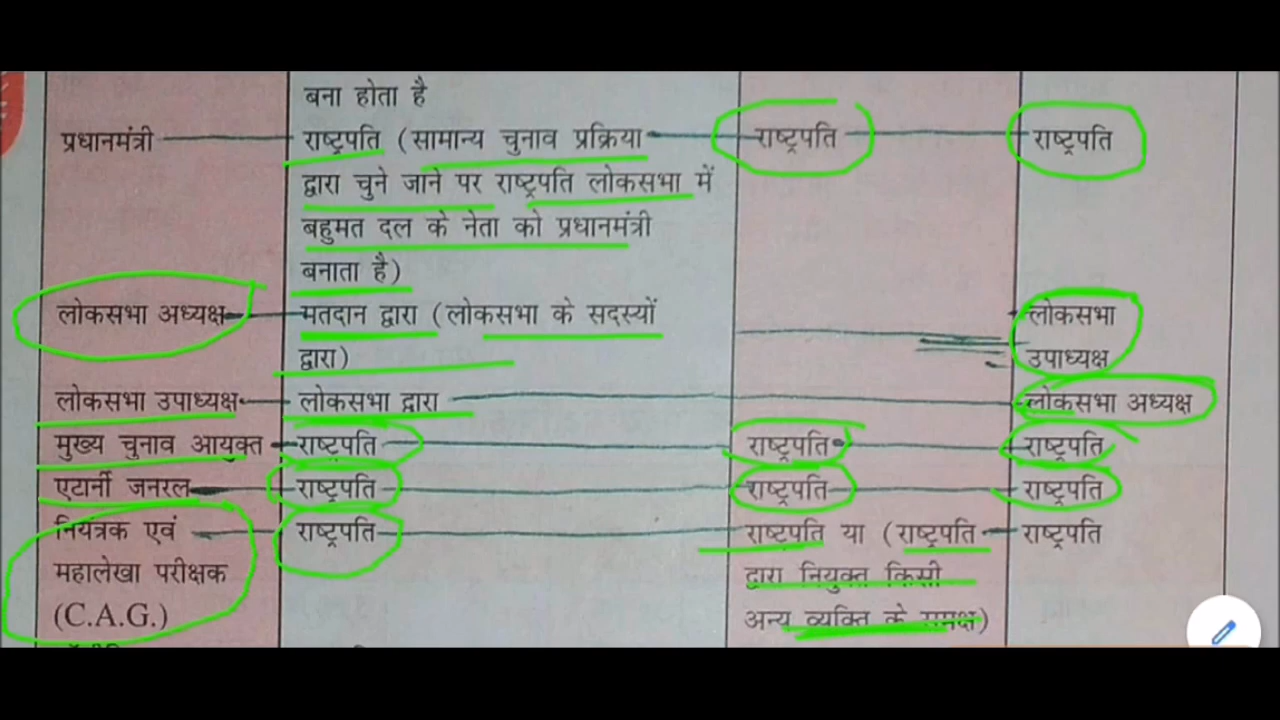 बना होता है
प्रधानमंत्री राष्ट्रपति (सामान्य चुनाव प्रक्रिया राष्ट्रपति राष्ट्रपति
द्वारा चुने जाने पर राष्ट्रपति लोकसभा में
बहुमत दल के नेता को प्रधानमंत्री
बनाता है)
लोकसभा अध्यक्ष मतदान द्वारा (लोकसभा के सदस्यों लोकसभा
द्वारा) उपाध्यक्ष
लोकसभा उपाध्यक्ष लोकसभा द्वारा लोकसभा अध्यक्ष
मुख्य चुनाव आयुक्त राष्ट्रपति राष्ट्रपति राष्ट्रपति
एटार्नी जनरल राष्ट्रपति राष्ट्रपति राष्ट्रपति
नियंत्रक एवं राष्ट्रपति राष्टपति या (राष्ट्रपति राष्ट्रपति
महालेखा परीक्षक द्वारा नियुक्त किसी
(C.A.G.) अन्य व्यक्ति के समक्ष)